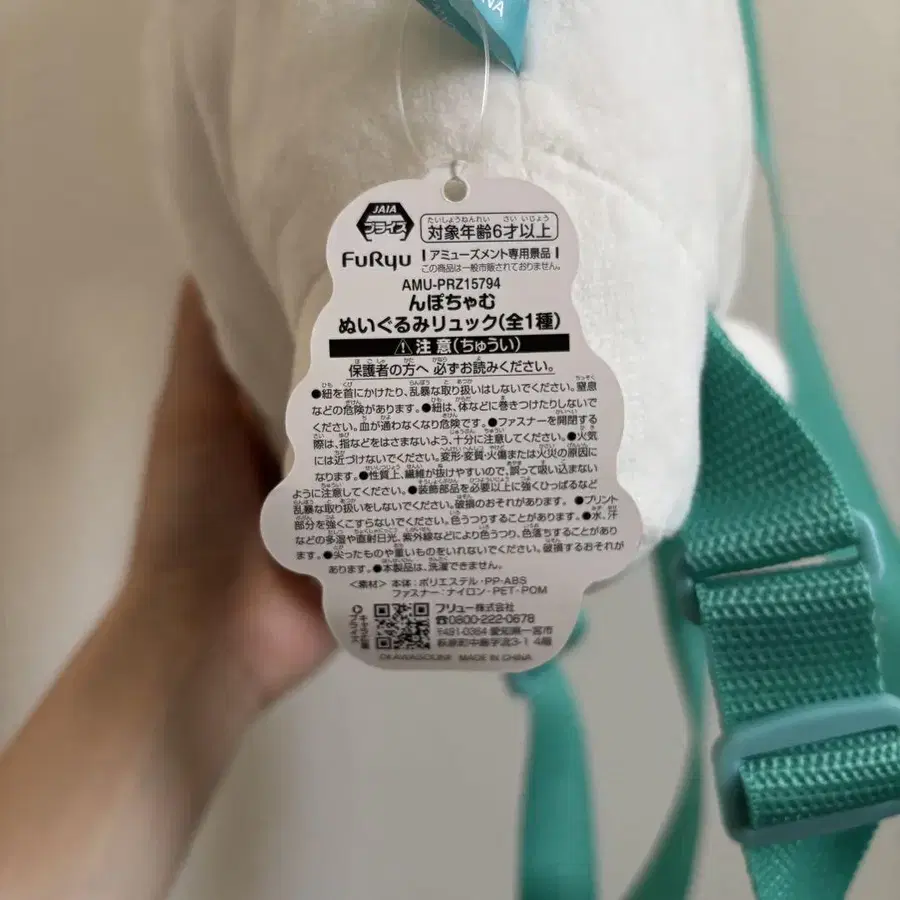 NA
JAIA
プライズ
たいしょうねんれい さい いじょう
対象年齢6才以上
FuRyu
アミューズメント専用景品
この商品は一般市販されておりません。
AMU-PRZ15794
んぽちゃむ
ぬいぐるみリュック(全1種)
⚠注意(ちゅうい)
保護者の方へ 必ずお読みください。
●紐を首にかけたり、乱暴な取り扱いはしないでください。窒息
などの危険があります。●紐は、体などに巻きつけたりしないで
ください。血が通わなくなり危険です。●ファスナーを開閉する
際は、指などをはさまないよう、十分に注意してください。●火気
には近づけないでください。変形・変質・火傷または火災の原因に
なります。●性質上、繊維が抜けやすいので、誤って吸い込まない
ように注意してください。●装飾部品を必要以上に強くひっぱるなど
乱暴な取り扱いをしないでください。破損のおそれがあります。●プリント
部分を強くこすらないでください。色うつりすることがあります。●水、汗
などの多湿や直射日光、紫外線などにより色うつり、色落ちすることがあり
ます。●尖ったものや重いものをいれないでください。破損するおそれが
あります。●本製品は、洗濯できません。
<素材> 本体:ポリエステル・PP・ABS
ファスナー:ナイロン・PET・POM
フリュー株式会社
☎0800-222-0678
〒491-0364 愛知県一宮市
萩原町中島字流3-1 4階
MADE IN CHINA